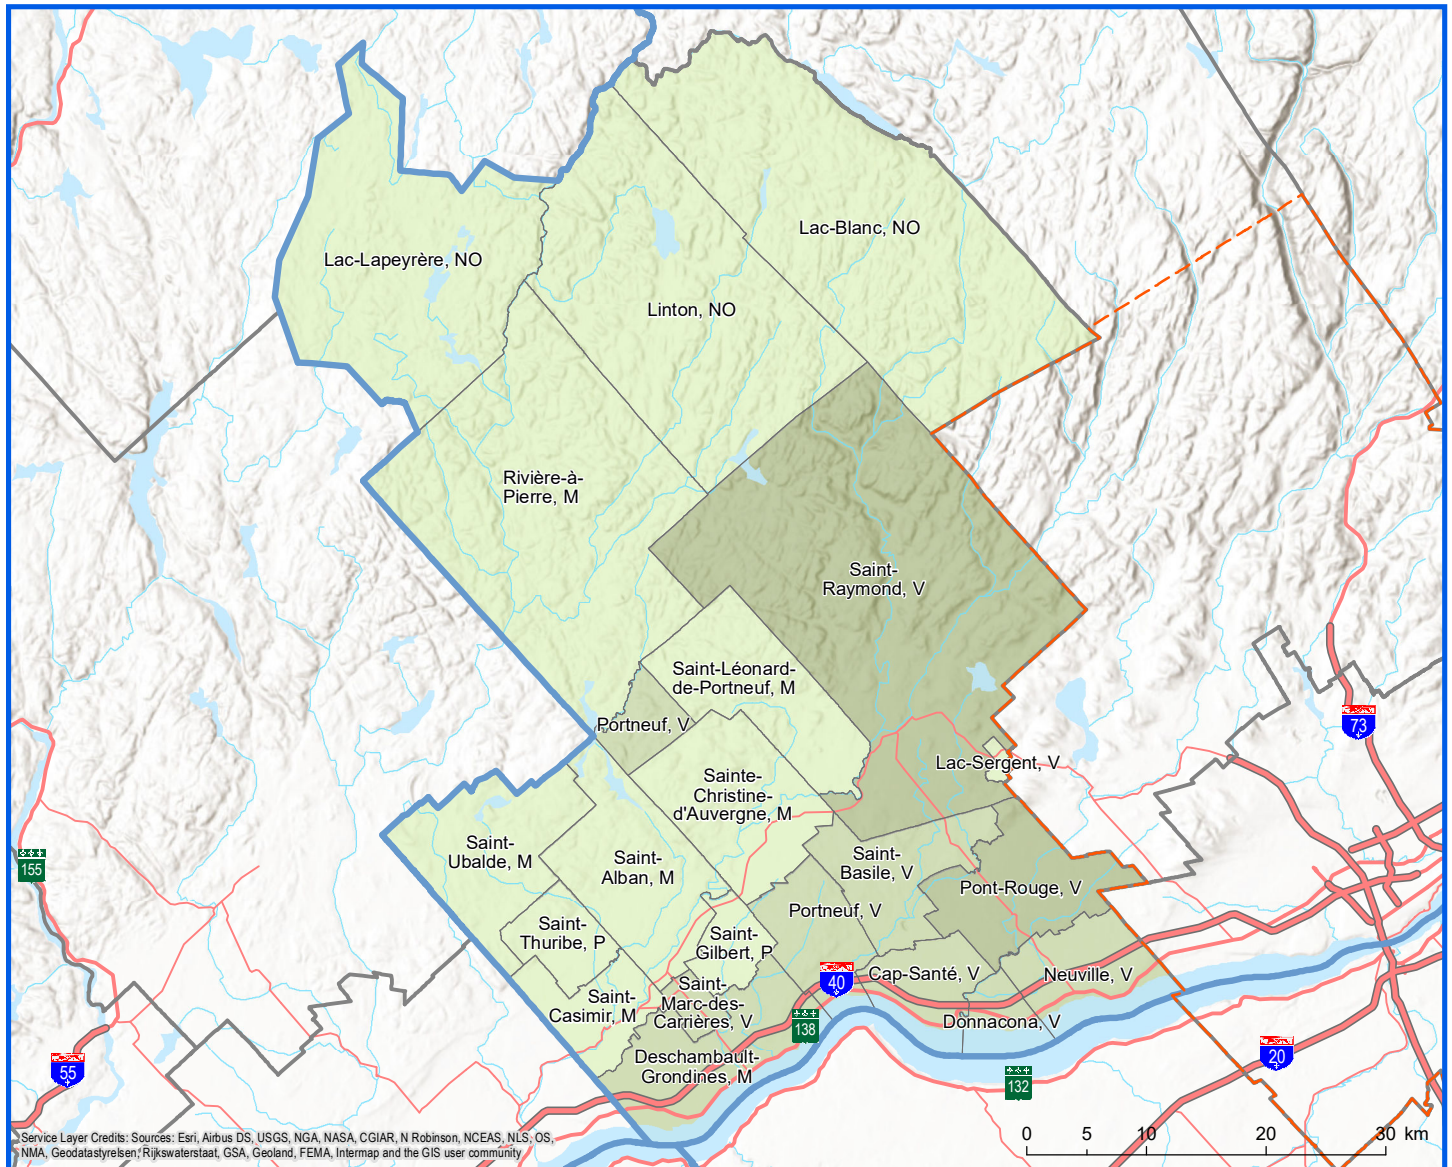 Lac-Blanc, NO
Lac-Lapeyrère, NO
Linton, NO
Rivière-à-
Pierre, M
Saint-
Raymond, V
Saint-Léonard-
de-Portneuf, M
Portneuf, V
73
Lac-Sergent, V
Sainte-
Christine-
d'Auvergne, M
Saint-
Ubalde, M
Saint-
Alban, M
Saint-
Basile, V
155
Pont-Rouge, V
Portneuf, V
Saint-
Thuribe, P
Saint-
Gilbert, P
Cap-Santé, V
Neuville, V
40
Saint-
Casimir, M
Saint-
Marc-des-
Carrières, V
138
Donnacona, V
Deschambault-
Grondines, M
55
20
132
0 5 10 20 30 km
Service Layer Credits: Sources: Esri, Airbus DS, USGS, NGA, NASA, CGIAR, N Robinson, NCEAS, NLS, OS,
NMA, Geodatastyrelsen, Rijkswaterstaat, GSA, Geoland, FEMA, Intermap and the GIS user community